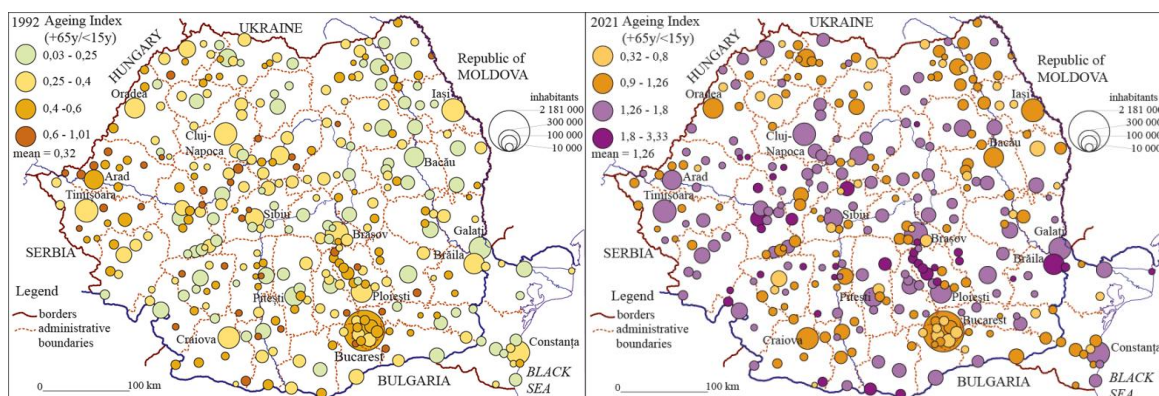 1992
Ageing Index
(+65y/<15y)
0,03 - 0,25
0,25 - 0,4
0,4 -0,6
0,6 - 1,01
mean = 0,32
UKRAINE
HUNGARY
Republic of
MOLDOVA
inhabitants
2 181 000
300 000
100 000
10 000
Oradea
Iași
Cluj-
Napoca
Bacău
Arad
Timișoara
Sibiu
Brașov
Galați
SERBIA
Brăila
Legend
borders
administrative
boundaries
Pitești
Ploiești
Craiova
Bucarest
Constanța
BULGARIA
BLACK
SEA
0
100 km
2021
Ageing Index
(+65y/<15y)
0,32 - 0,8
0,9 - 1,26
1,26 - 1,8
1,8 - 3,33
mean = 1,26
UKRAINE
HUNGARY
Republic of
MOLDOVA
inhabitants
2 181 000
300 000
100 000
10 000
Oradea
Iași
Cluj-
Napoca
Bacău
Arad
Timișoara
Sibiu
Brașov
Galați
SERBIA
Brăila
Legend
borders
administrative
boundaries
Pitești
Ploiești
Craiova
Bucarest
Constanța
BULGARIA
BLACK
SEA
0
100 km